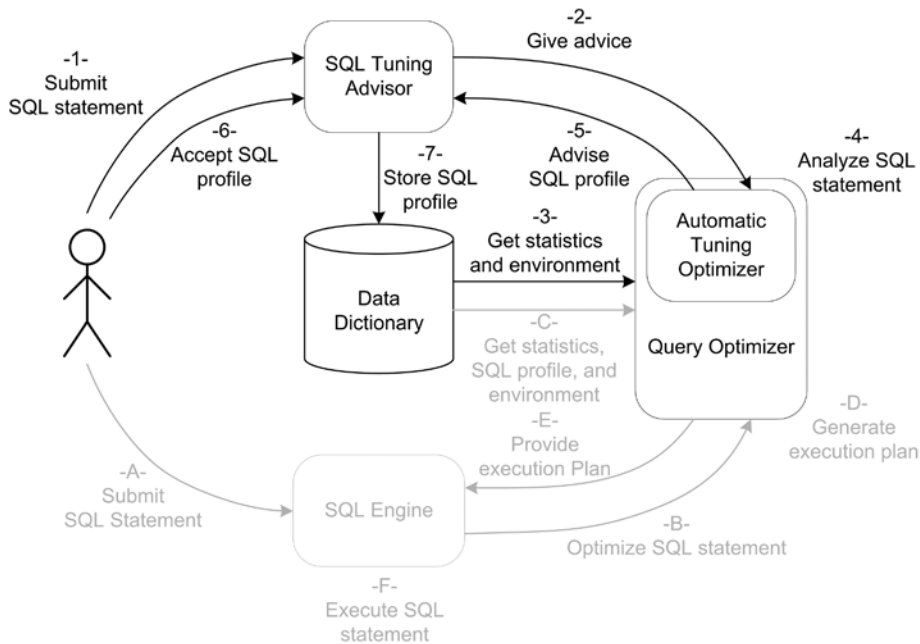 -1-
Submit
SQL statement
SQL Tuning
Advisor
-2-
Give advice
-6-
Accept SQL
profile
-7-
Store SQL
profile
-5-
Advise
SQL profile
-4-
Analyze SQL
statement
-3-
Get statistics
and environment
Automatic
Tuning
Optimizer
Data
Dictionary
Query Optimizer
-C-
Get statistics,
SQL profile, and
environment
-D-
Generate
execution plan
-E-
Provide
execution Plan
-A-
Submit
SQL Statement
SQL Engine
-B-
Optimize SQL statement
-F-
Execute SQL
statement